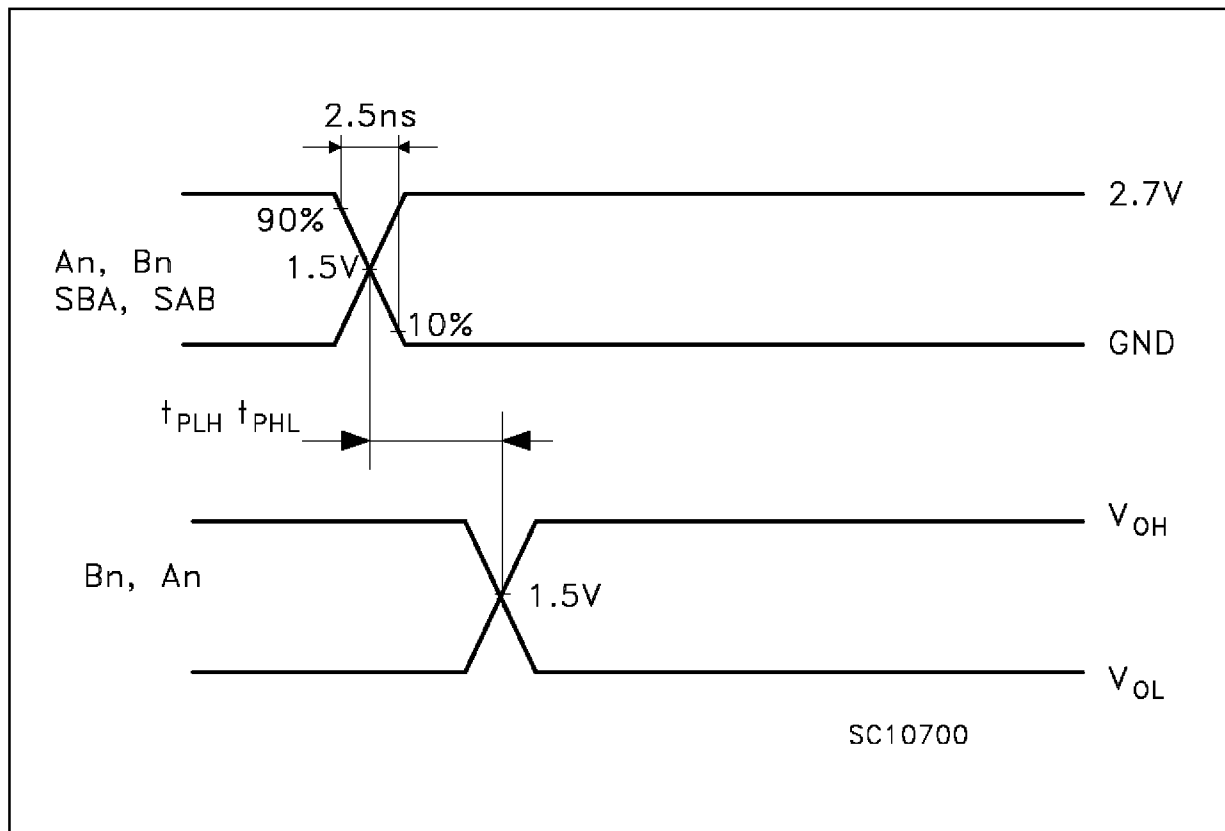 2.5ns
2.7V
90%
An, Bn
1.5V
SBA, SAB
10%
GND
tPLH tPHL
VOH
Bn, An
1.5V
VOL
SC10700